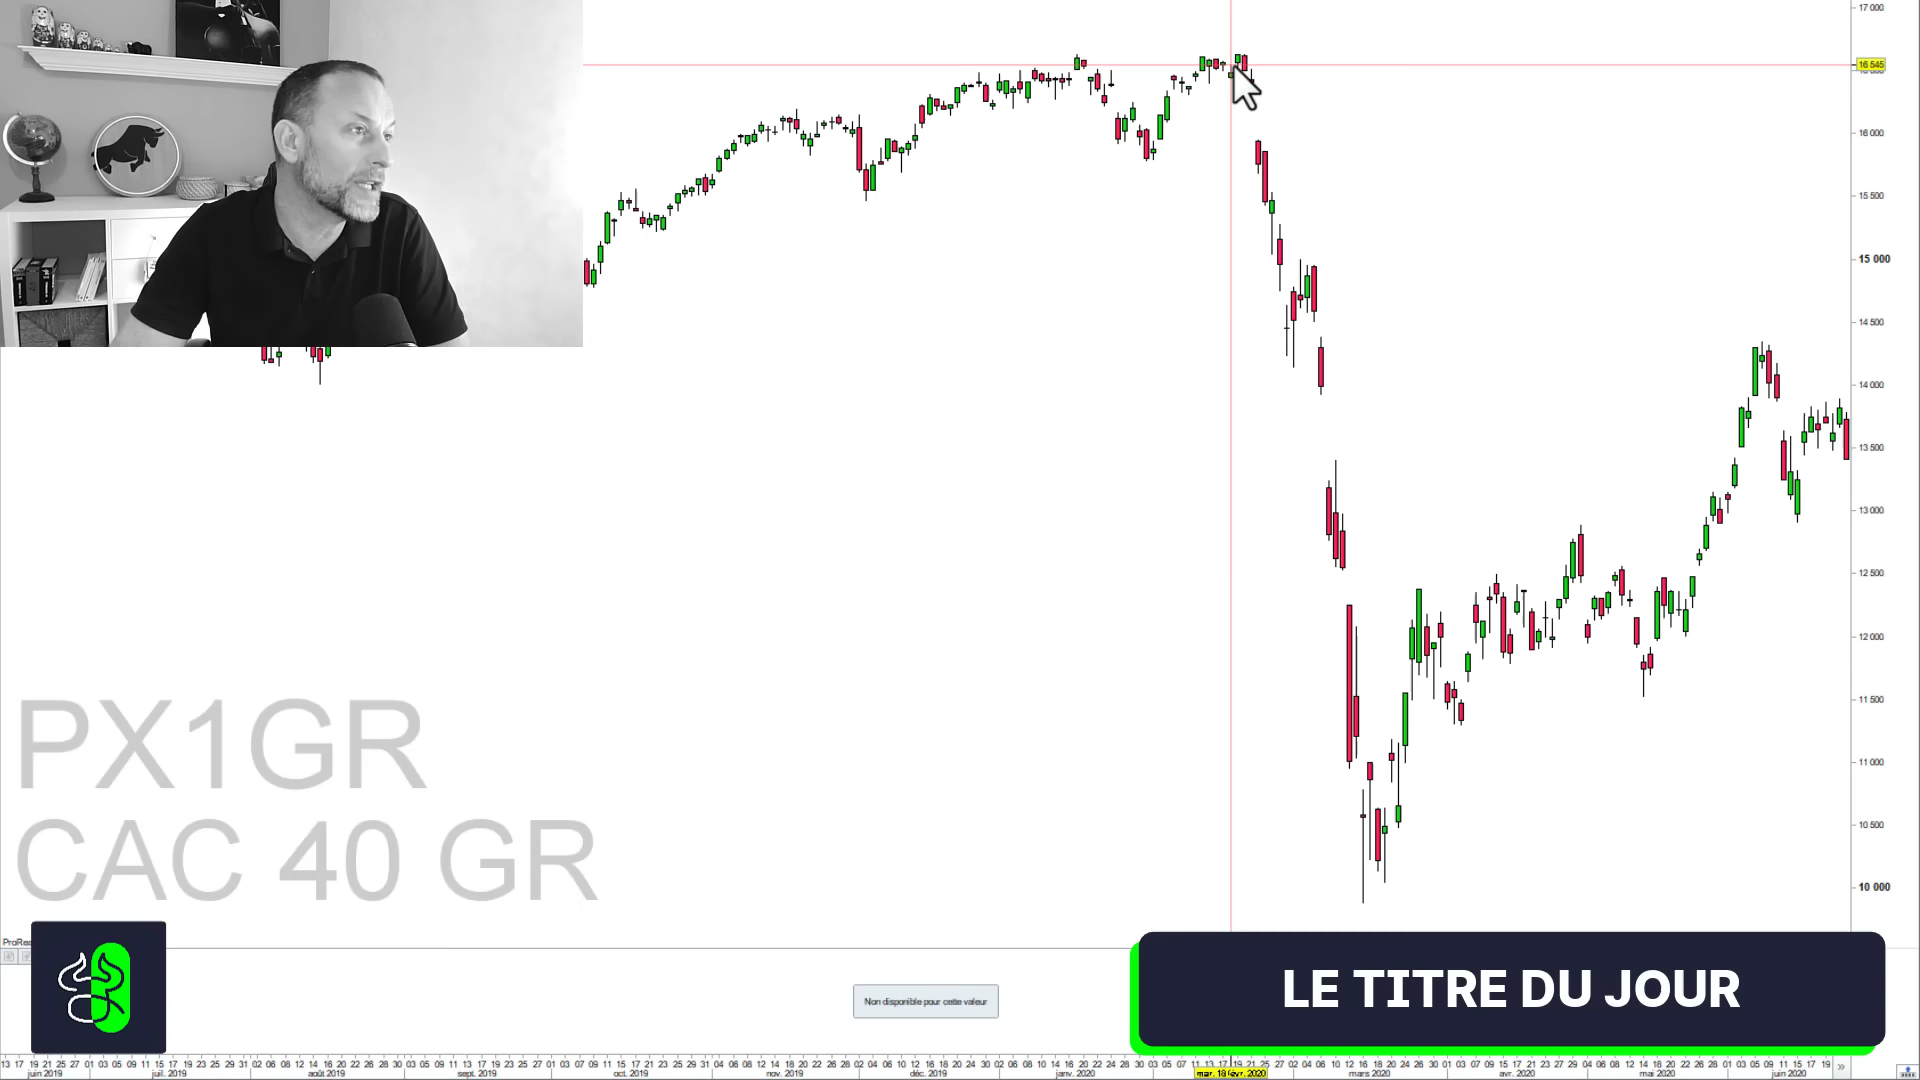 17 000
16 545
16 000
15 500
15 000
14 500
14 000
13 500
13 000
12 500
12 000
11 500
11 000
10 500
10 000
PX1GR
CAC 40 GR
ProRea
LE TITRE DU JOUR
Non disponible pour cette valeur
juin 2019 juil. 2019 août 2019 sept. 2019 oct. 2019 nov. 2019 déc. 2019 janv. 2020 mar. 18 févr. 2020 mars 2020 avr. 2020 mai 2020 juin 2020